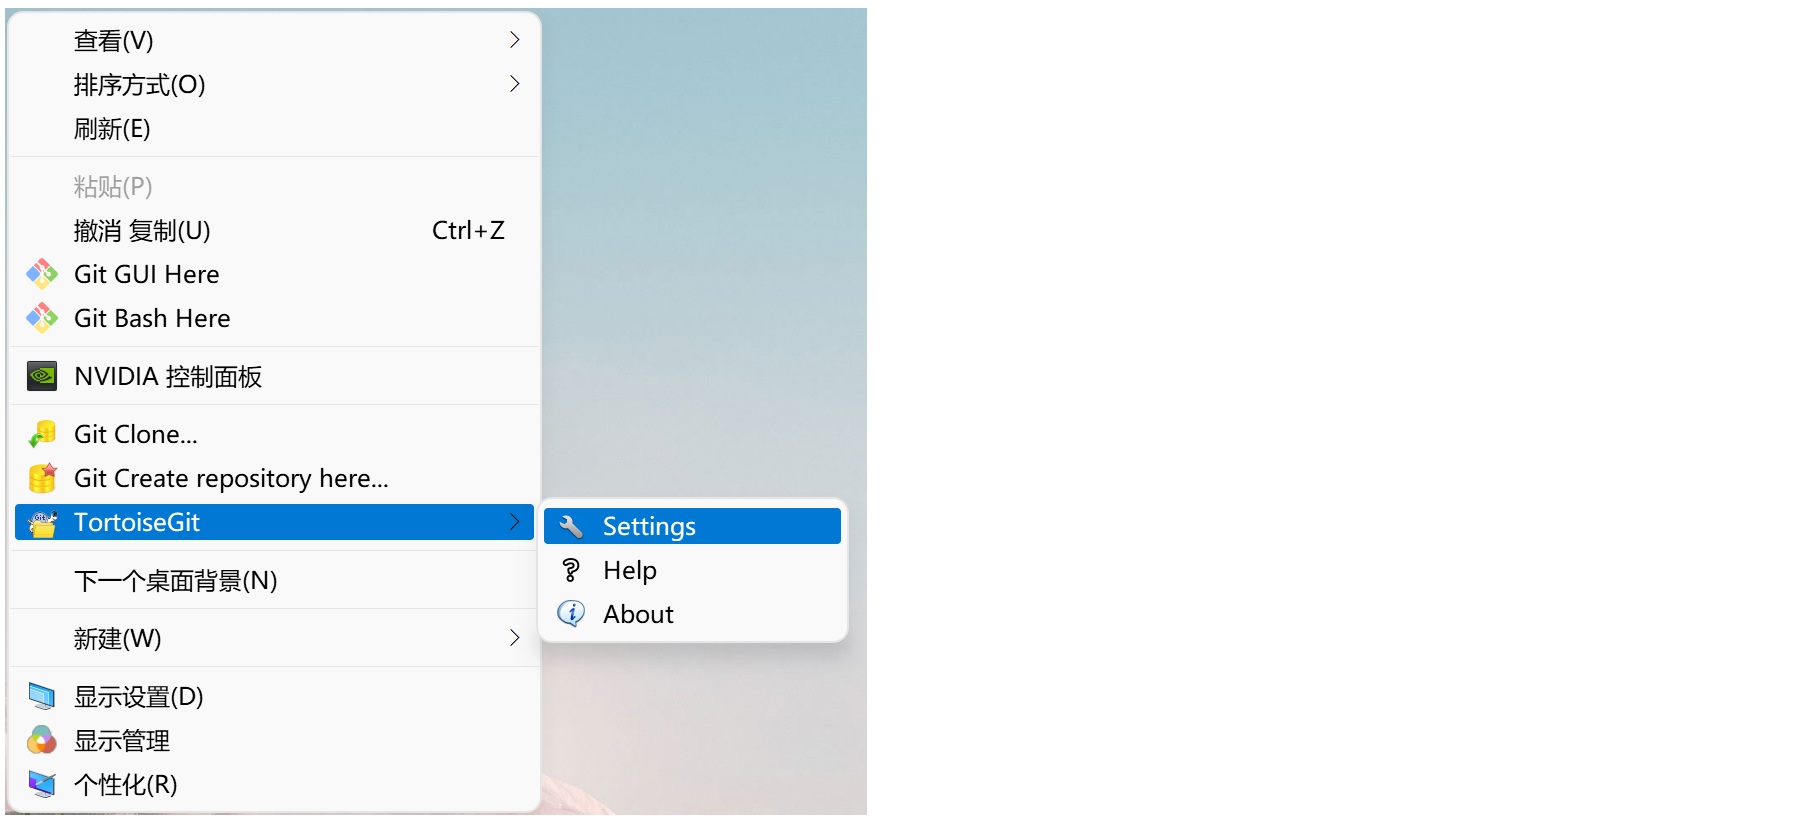 查看(V)
排序方式(O)
刷新(E)
粘贴(P)
撤消 复制(U) Ctrl+Z
Git GUI Here
Git Bash Here
NVIDIA 控制面板
Git Clone...
Git Create repository here...
TortoiseGit
Settings
Help
About
下一个桌面背景(N)
新建(W)
显示设置(D)
显示管理
个性化(R)